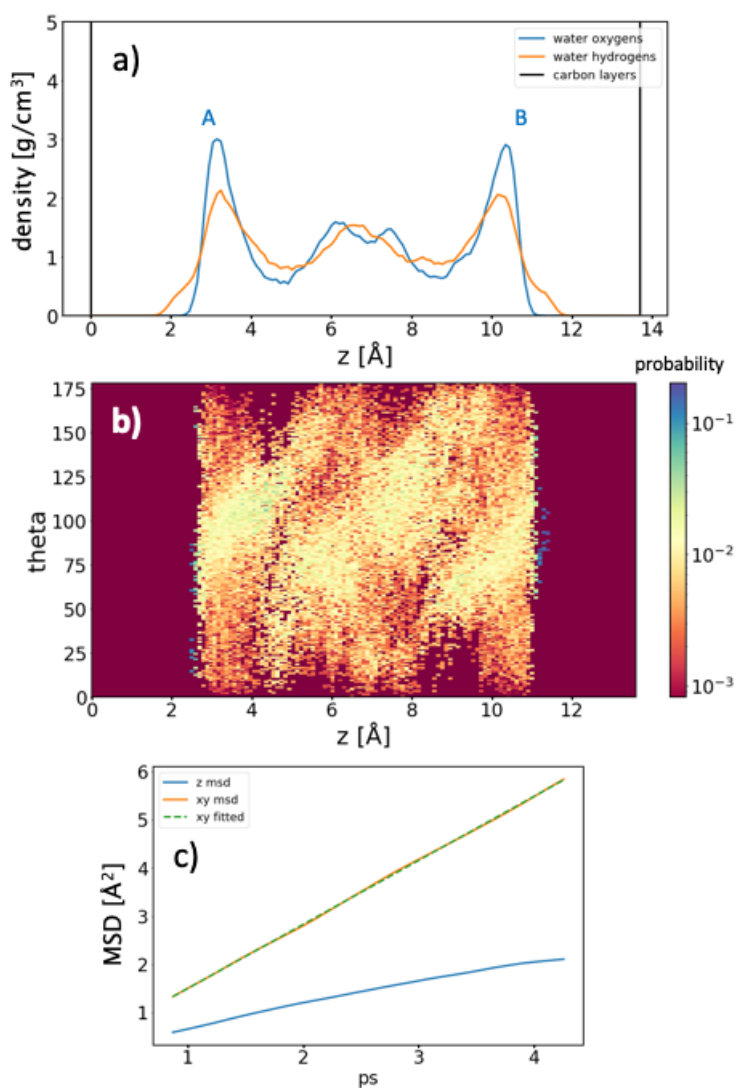 a)
water oxygens
water hydrogens
carbon layers
A
B
density [g/cm³]
5
4
3
2
1
0
0
2
4
6
8
10
12
14
z [Å]
probability
b)
theta
175
150
125
100
75
50
25
0
0
2
4
6
8
10
12
z [Å]
10⁻¹
10⁻²
10⁻³
z msd
xy msd
xy fitted
c)
MSD [Å²]
6
5
4
3
2
1
1
2
3
4
ps